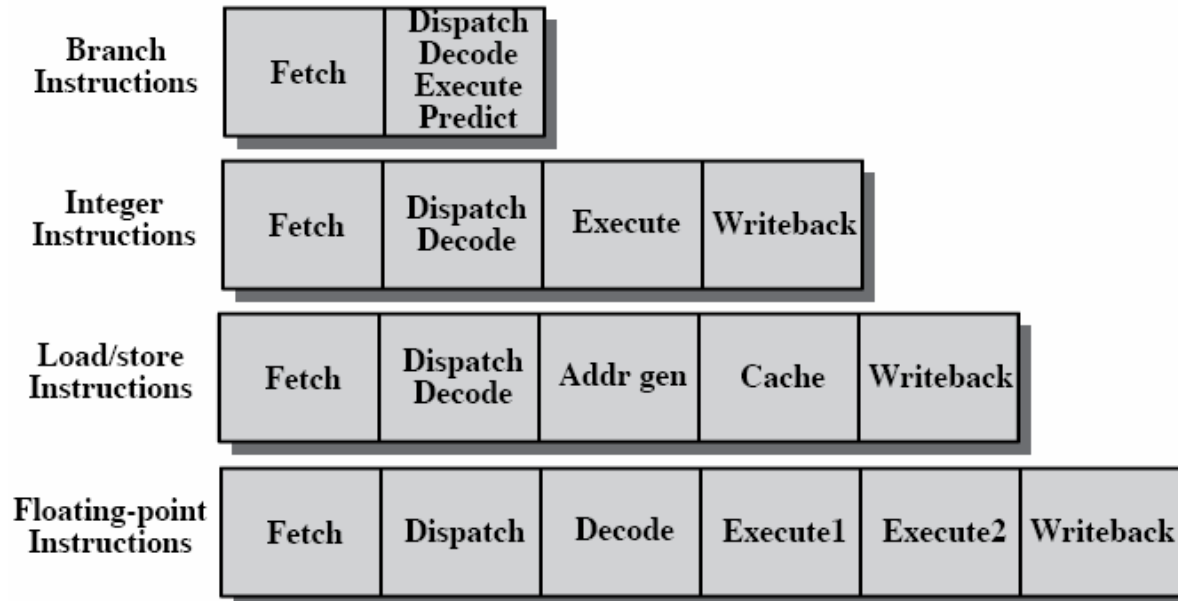 Branch
Instructions
Fetch
Dispatch
Decode
Execute
Predict
Integer
Instructions
Fetch
Dispatch
Decode
Execute
Writeback
Load/store
Instructions
Fetch
Dispatch
Decode
Addr gen
Cache
Writeback
Floating-point
Instructions
Fetch
Dispatch
Decode
Execute1
Execute2
Writeback